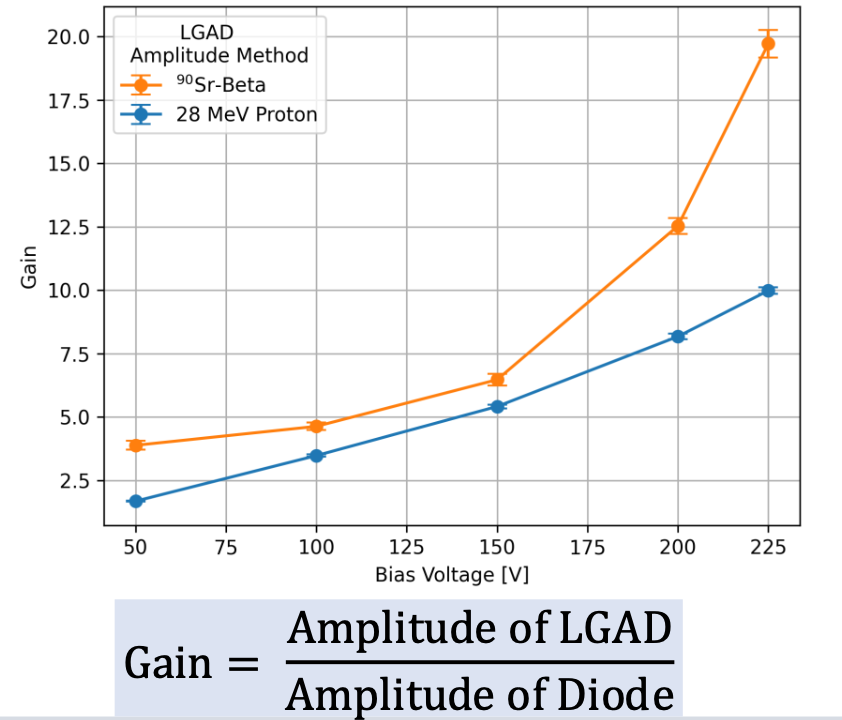 LGAD
Amplitude Method
⁹⁰Sr-Beta
28 MeV Proton
20.0
17.5
15.0
12.5
10.0
7.5
5.0
2.5
Gain
50 75 100 125 150 175 200 225
Bias Voltage [V]
Gain = Amplitude of LGAD
Amplitude of Diode